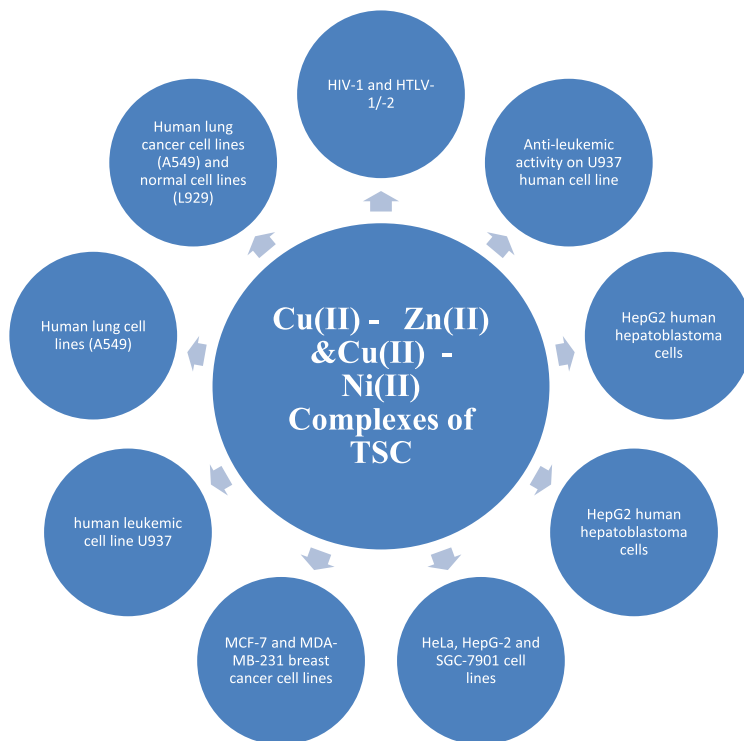 HIV-1 and HTLV-
1/-2
Anti-leukemic
activity on U937
human cell line
HepG2 human
hepatoblastoma
cells
HepG2 human
hepatoblastoma
cells
HeLa, HepG-2 and
SGC-7901 cell
lines
MCF-7 and MDA-
MB-231 breast
cancer cell lines
human leukemic
cell line U937
Human lung cell
lines (A549)
Human lung
cancer cell lines
(A549) and
normal cell lines
(L929)
Cu(II) - Zn(II)
&Cu(II) -
Ni(II)
Complexes of
TSC